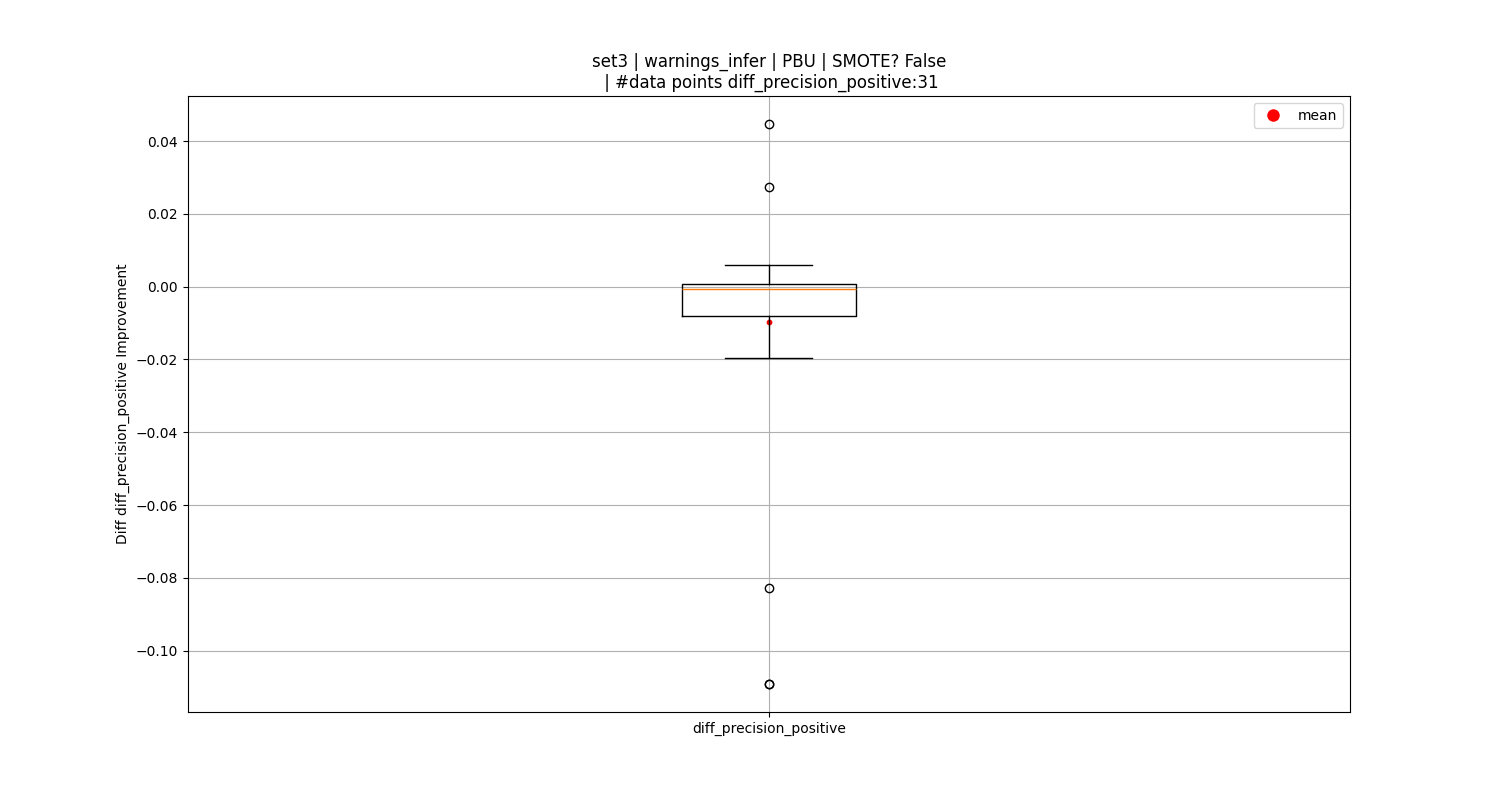 set3 | warnings_infer | PBU | SMOTE? False
| #data points diff_precision_positive:31
mean
0.04
0.02
0.00
−0.02
−0.04
−0.06
−0.08
−0.10
Diff diff_precision_positive Improvement
diff_precision_positive